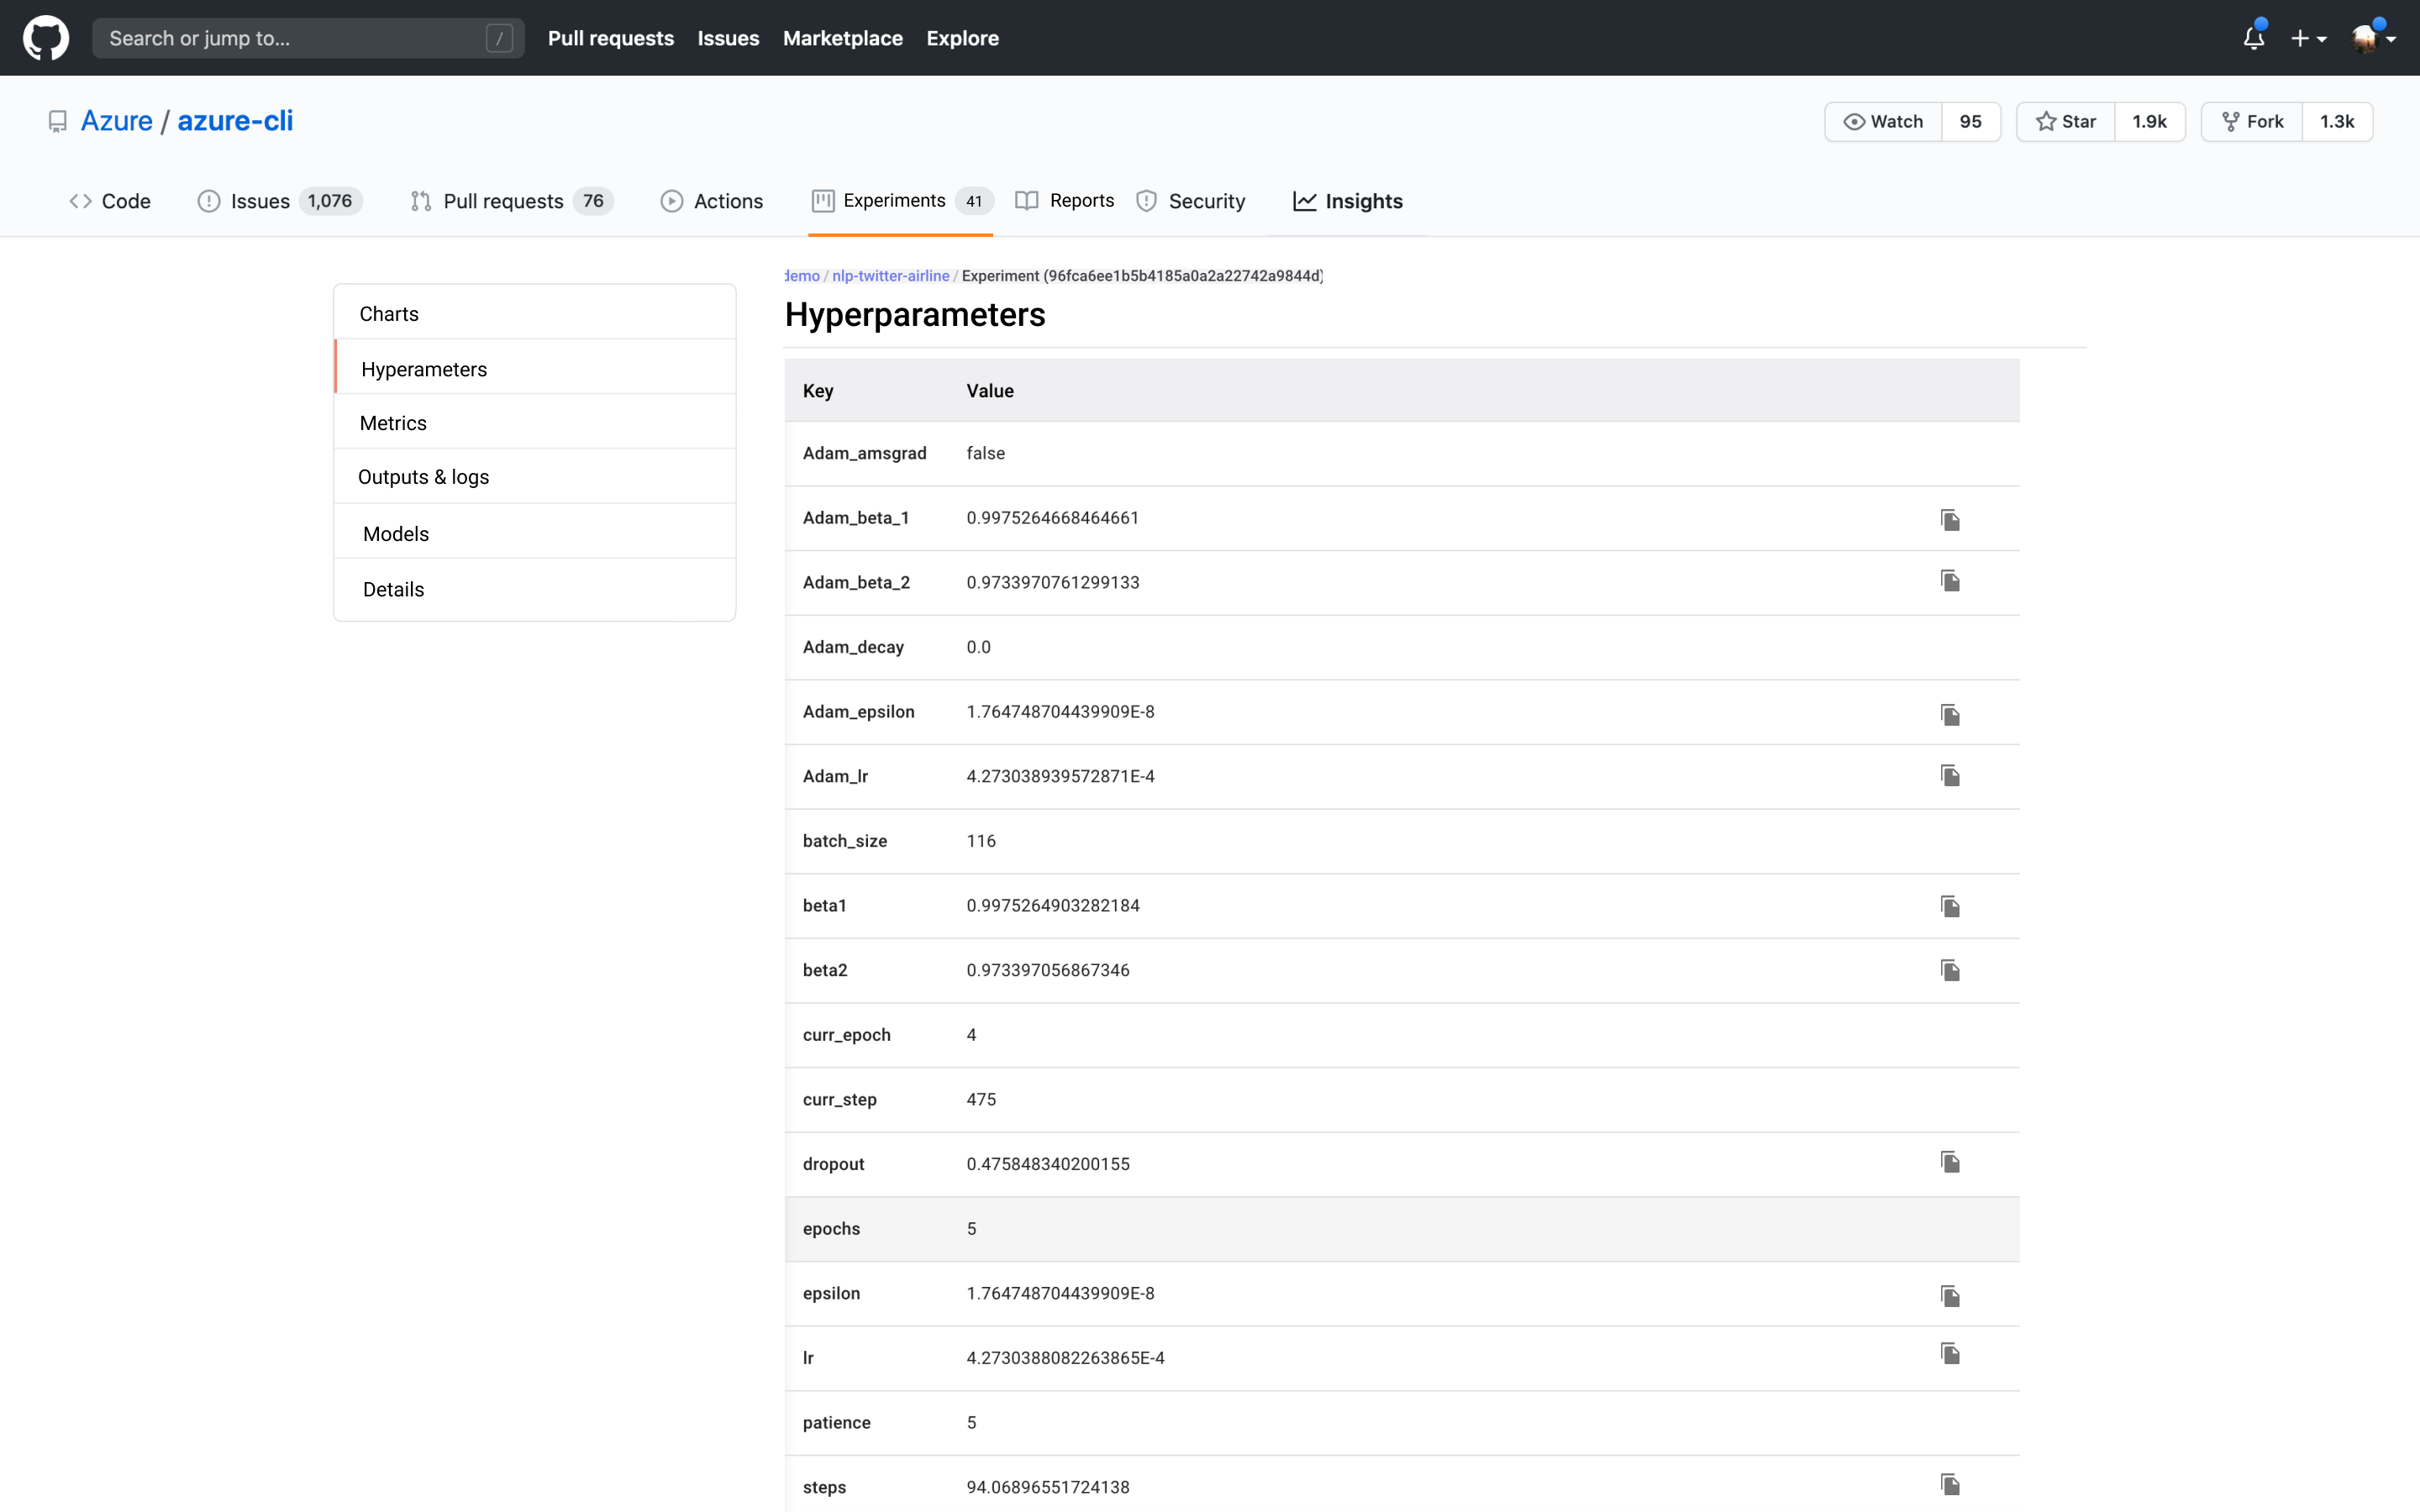 Search or jump to... / Pull requests Issues Marketplace Explore
Azure / azure-cli Watch 95 Star 1.9k Fork 1.3k
Code Issues 1,076 Pull requests 76 Actions Experiments 41 Reports Security Insights
Charts
Hyperameters
Metrics
Outputs & logs
Models
Details
demo / nlp-twitter-airline / Experiment (96fca6ee1b5b4185a0a2a22742a9844d)
Hyperparameters
Key Value
Adam_amsgrad false
Adam_beta_1 0.9975264668464661
Adam_beta_2 0.9733970761299133
Adam_decay 0.0
Adam_epsilon 1.764748704439909E-8
Adam_lr 4.273038939572871E-4
batch_size 116
beta1 0.9975264903282184
beta2 0.973397056867346
curr_epoch 4
curr_step 475
dropout 0.475848340200155
epochs 5
epsilon 1.764748704439909E-8
lr 4.2730388082263865E-4
patience 5
steps 94.06896551724138